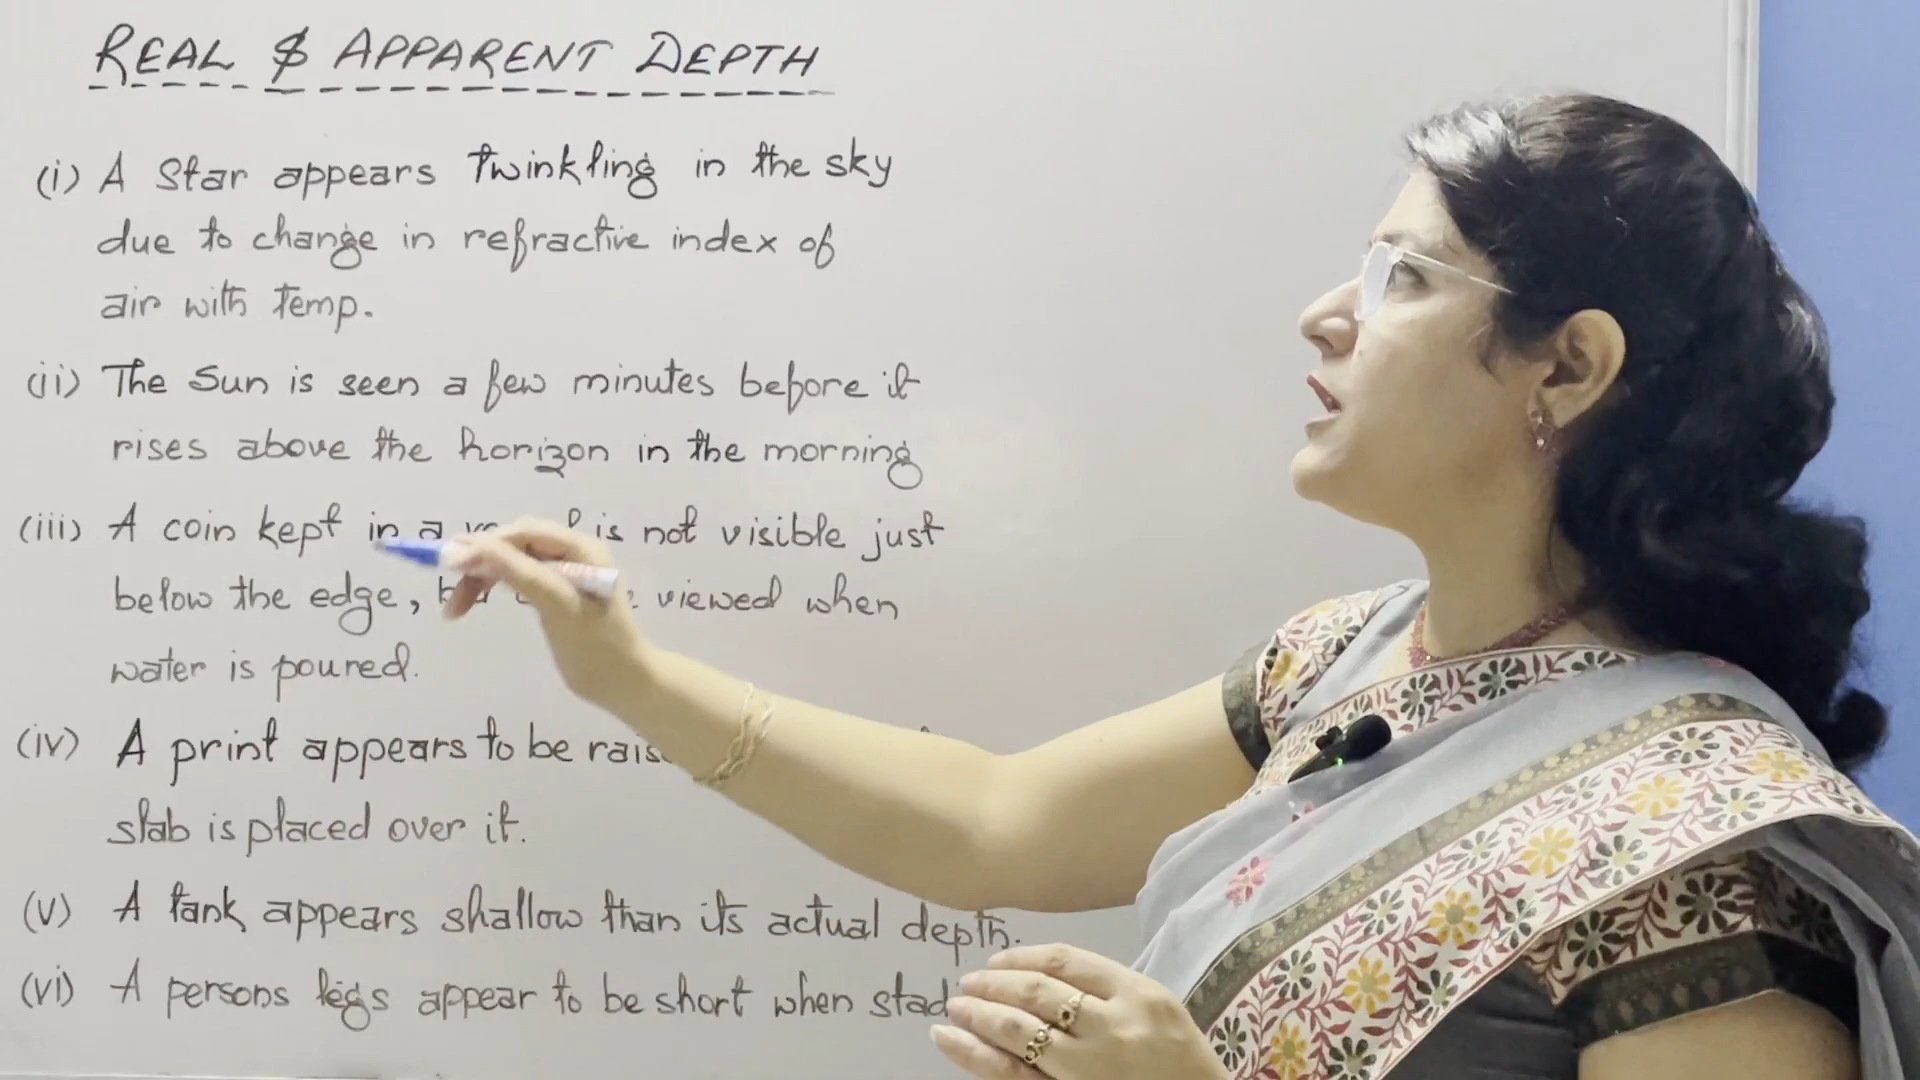 REAL & APPARENT DEPTH
(i) A star appears twinkling in the sky
due to change in refractive index of
air with temp.
(ii) The Sun is seen a few minutes before it
rises above the horizon in the morning
(iii) A coin kept in a is not visible just
below the edge, viewed when
water is poured.
(iv) A print appears to be
slab is placed over it.
(v) A tank appears shallow than its actual depth.
(vi) A persons legs appear to be short when